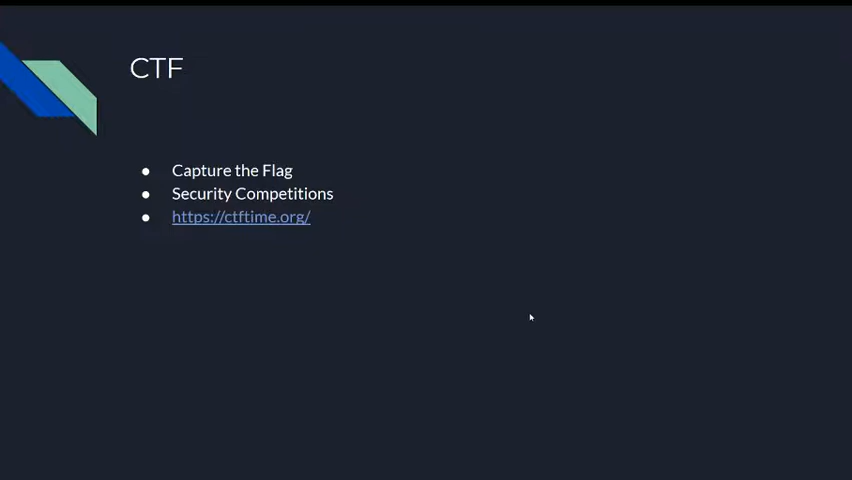 CTF
● Capture the Flag
● Security Competitions
● https://ctftime.org/